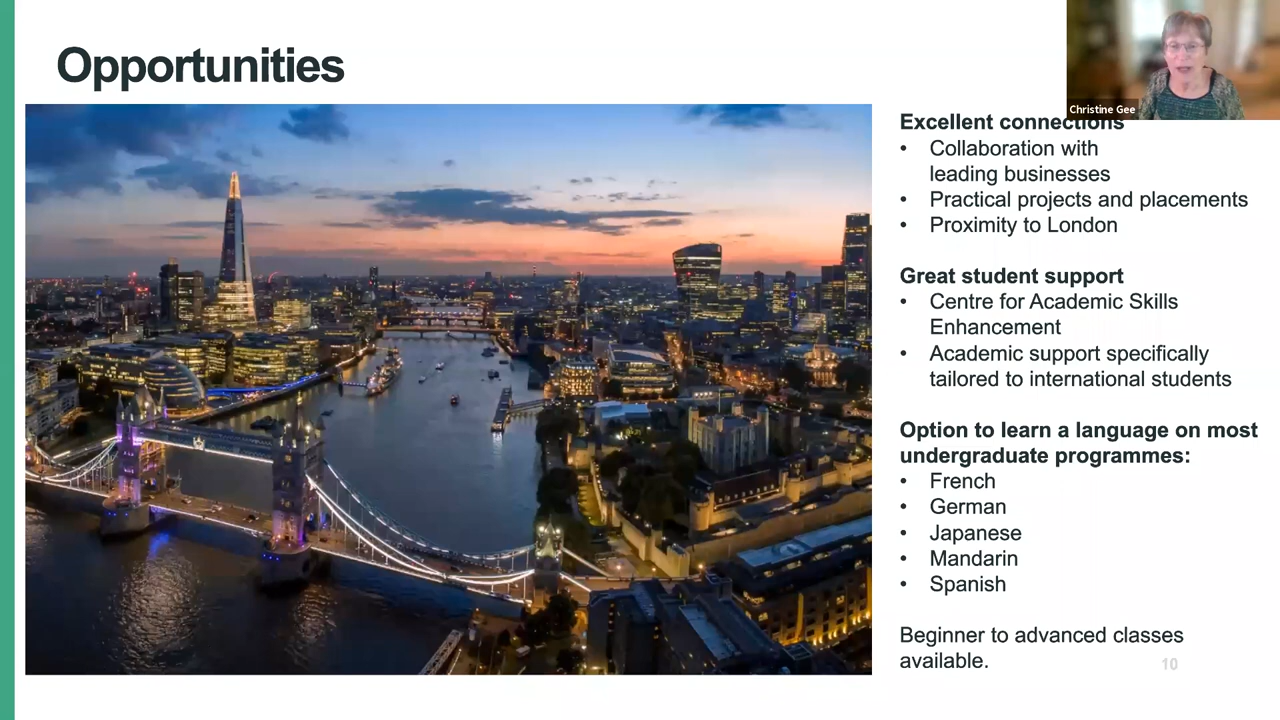 Opportunities
Christine Gee
Excellent connections
• Collaboration with
leading businesses
• Practical projects and placements
• Proximity to London
Great student support
• Centre for Academic Skills
Enhancement
• Academic support specifically
tailored to international students
Option to learn a language on most
undergraduate programmes:
• French
• German
• Japanese
• Mandarin
• Spanish
Beginner to advanced classes
available.
10